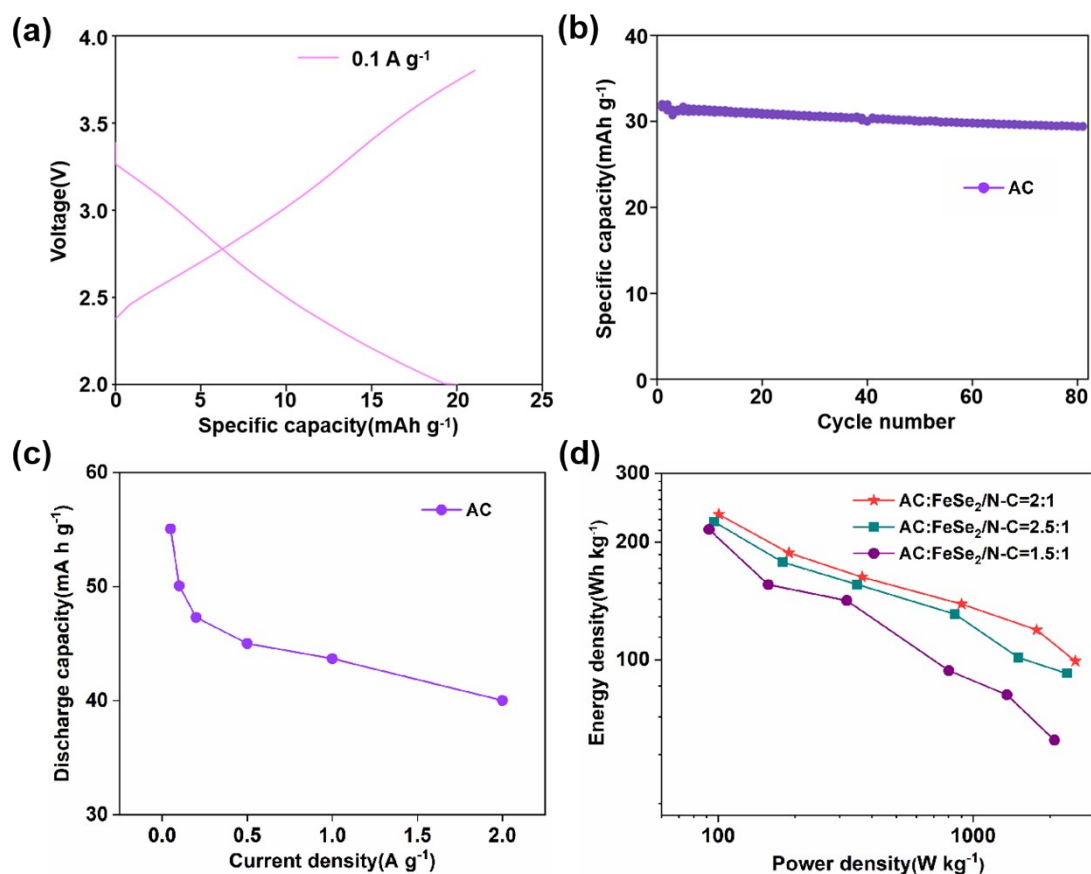 (a)
0.1 A g⁻¹
4.0
3.5
3.0
2.5
2.0
Voltage(V)
0 5 10 15 20 25
Specific capacity(mAh g⁻¹)
(b)
40
30
20
10
0
Specific capacity(mAh g⁻¹)
AC
0 20 40 60 80
Cycle number
(c)
60
50
40
30
Discharge capacity(mA h g⁻¹)
AC
0.0 0.5 1.0 1.5 2.0
Current density(A g⁻¹)
(d)
300
200
100
Energy density(Wh kg⁻¹)
AC:FeSe₂/N-C=2:1
AC:FeSe₂/N-C=2.5:1
AC:FeSe₂/N-C=1.5:1
100 1000
Power density(W kg⁻¹)